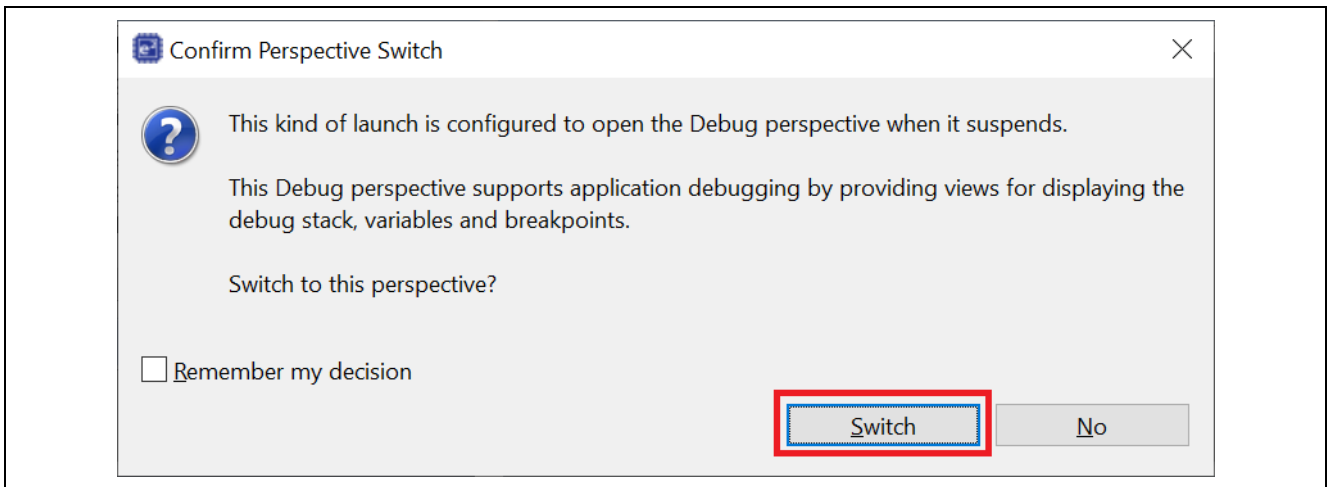 Confirm Perspective Switch
This kind of launch is configured to open the Debug perspective when it suspends.
This Debug perspective supports application debugging by providing views for displaying the
debug stack, variables and breakpoints.
Switch to this perspective?
Remember my decision
Switch No